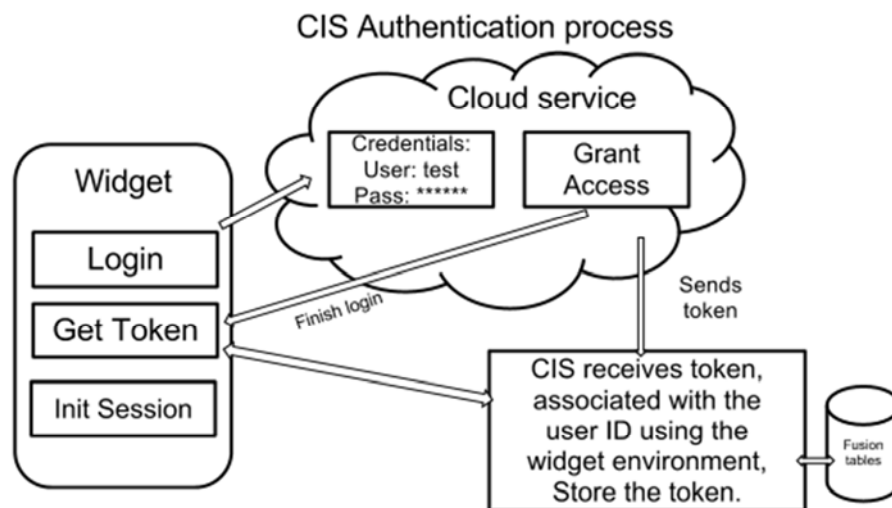 CIS Authentication process
Cloud service
Credentials:
User: test
Pass: ******
Grant
Access
Widget
Login
Get Token
Init Session
Finish login
Sends
token
CIS receives token,
associated with the
user ID using the
widget environment,
Store the token.
Fusion
tables